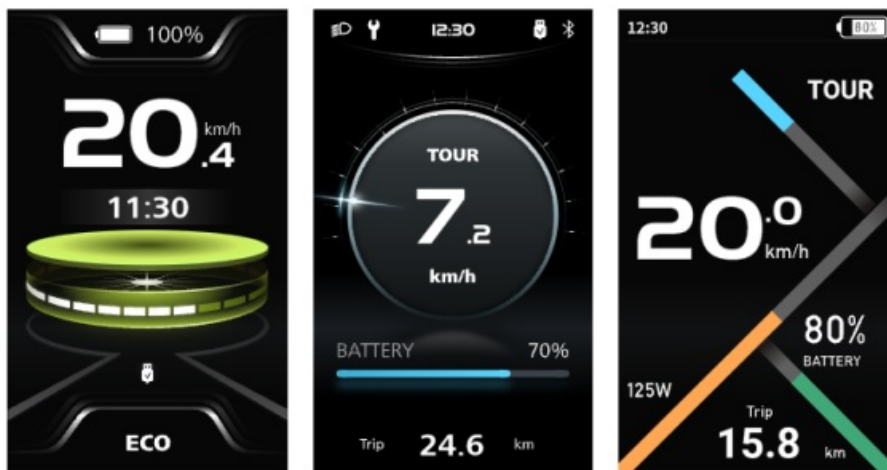 100%
20.4 km/h
11:30
ECO
12:30
TOUR
7.2
km/h
BATTERY 70%
Trip 24.6 km
12:30 80%
TOUR
20.0 km/h
80%
BATTERY
125W
Trip
15.8 km